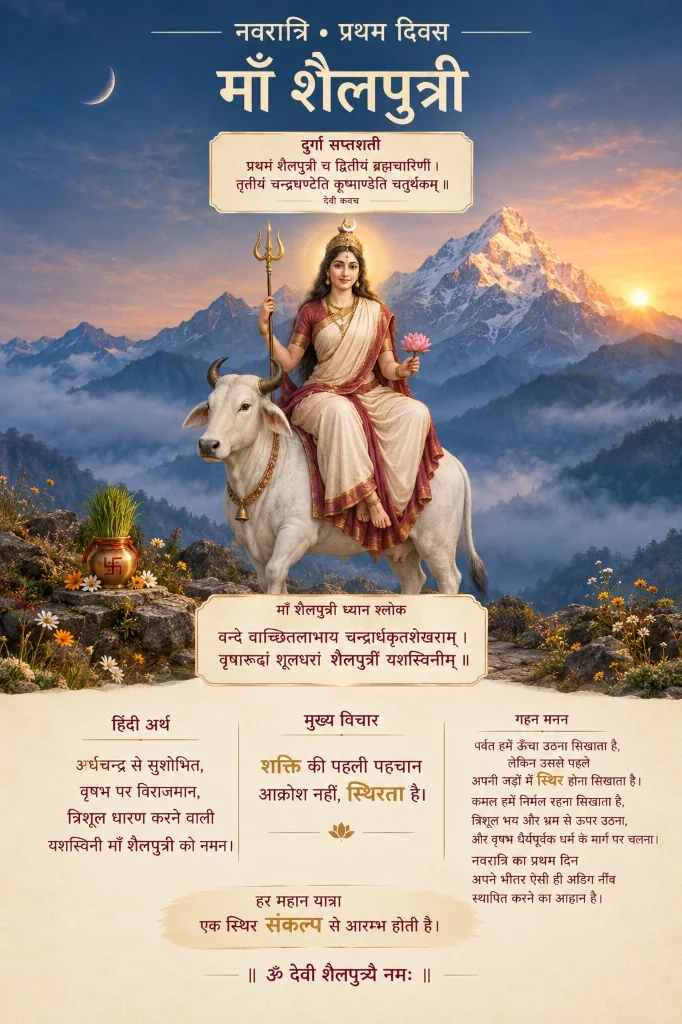 नवरात्रि • प्रथम दिवस
माँ शैलपुत्री
दुर्गा सप्तशती
प्रथमं शैलपुत्री च द्वितीयं ब्रह्मचारिणीं ।
तृतीयं चन्द्रघण्टेति कूष्माण्डेति चतुर्थकम् ॥
देवी कवच
माँ शैलपुत्री ध्यान श्लोक
वन्दे वाच्छितलाभाय चन्द्रार्धकृतशेखराम् ।
वृषारूदां शूलधरां शैलपुत्रीं यशस्विनीम् ॥
हिंदी अर्थ
अर्धचन्द्र से सुशोभित,
वृषभ पर विराजमान,
त्रिशूल धारण करने वाली
यशस्विनी माँ शैलपुत्री को नमन।
मुख्य विचार
शक्ति की पहली पहचान
आक्रोश नहीं, स्थिरता है।
गहन मनन
पर्वत हमें ऊँचा उठना सिखाता है,
लेकिन उससे पहले
अपनी जड़ों में स्थिर होना सिखाता है।
कमल हमें निर्मल रहना सिखाता है,
त्रिशूल भय और भ्रम से ऊपर उठना,
और वृषभ धैर्यपूर्वक धर्म के मार्ग पर चलना।
नवरात्रि का प्रथम दिन
अपने भीतर ऐसी ही अडिग नींव
स्थापित करने का आहान है।
हर महान यात्रा
एक स्थिर संकल्प से आरम्भ होती है।
॥ ॐ देवी शैलपुत्र्यै नमः ॥